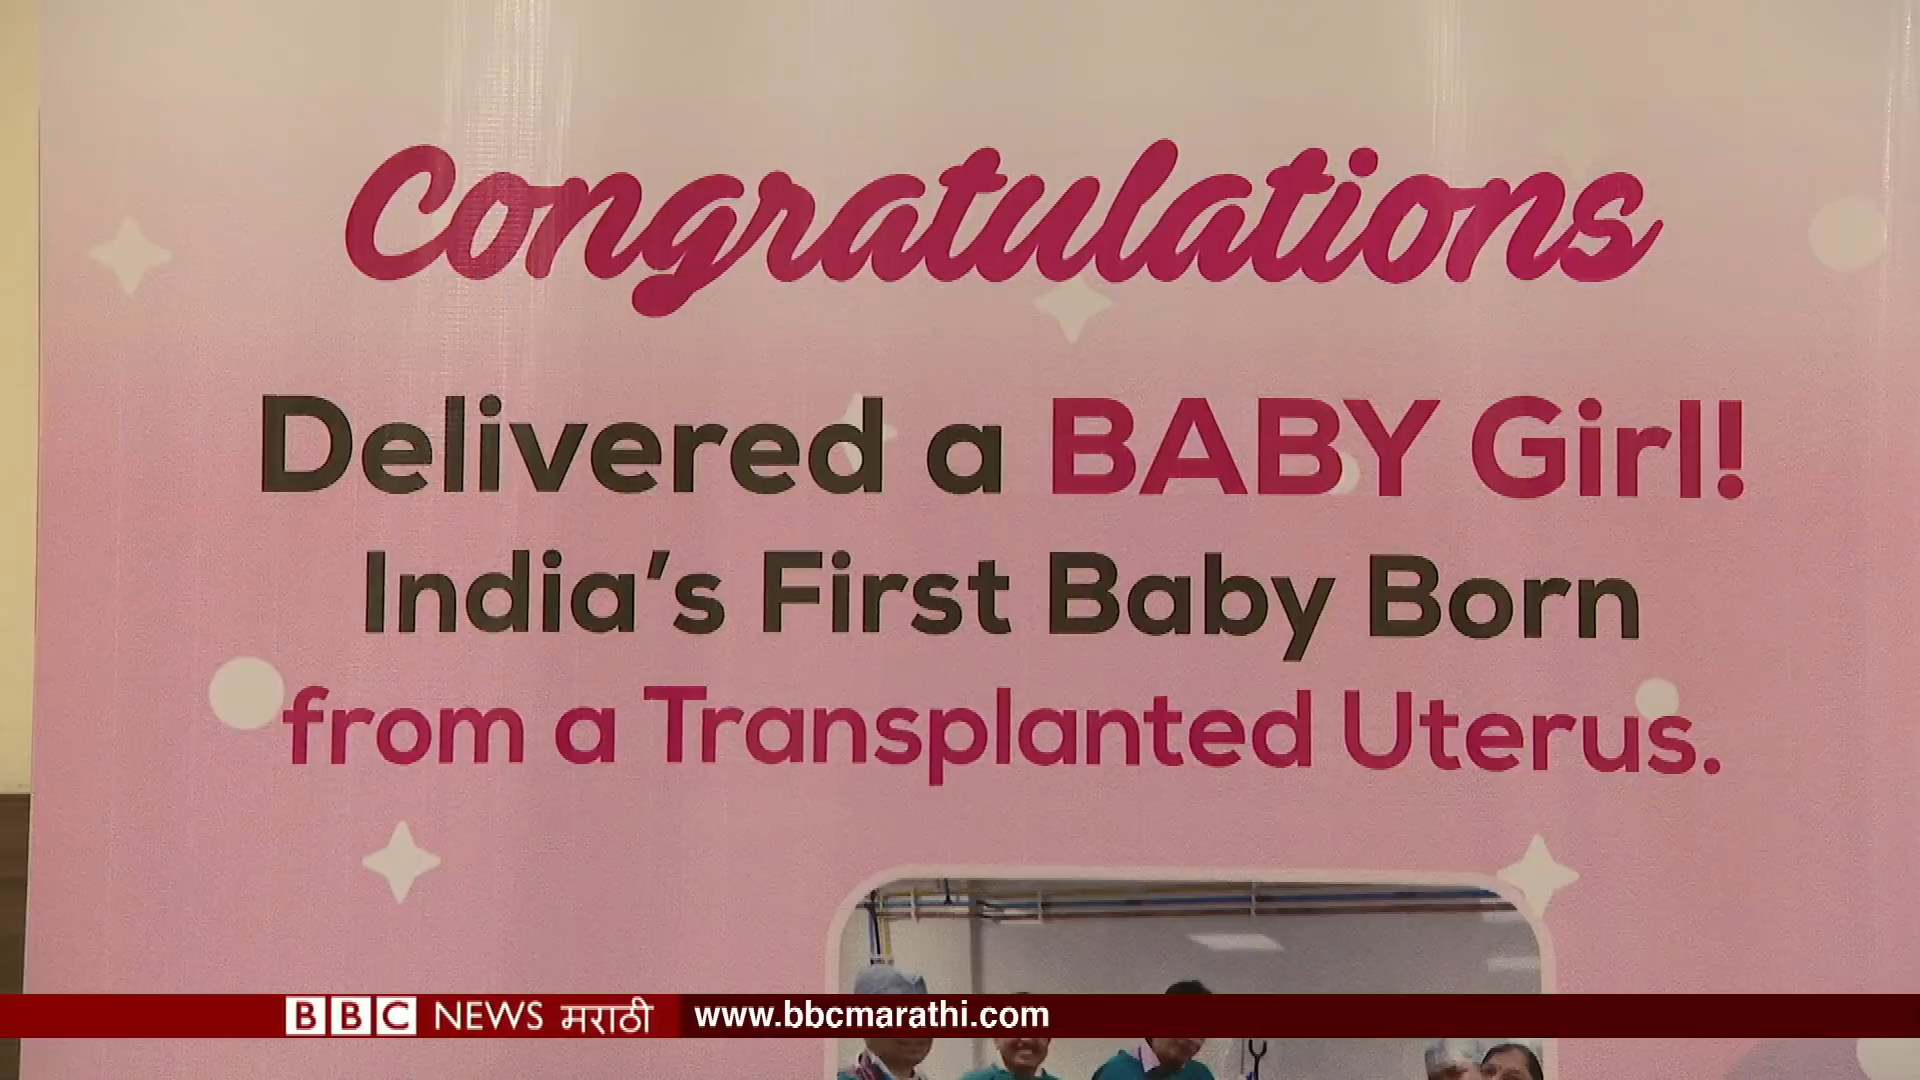 Congratulations
Delivered a BABY Girl!
India's First Baby Born
from a Transplanted Uterus.
BBC NEWS मराठी www.bbcmarathi.com